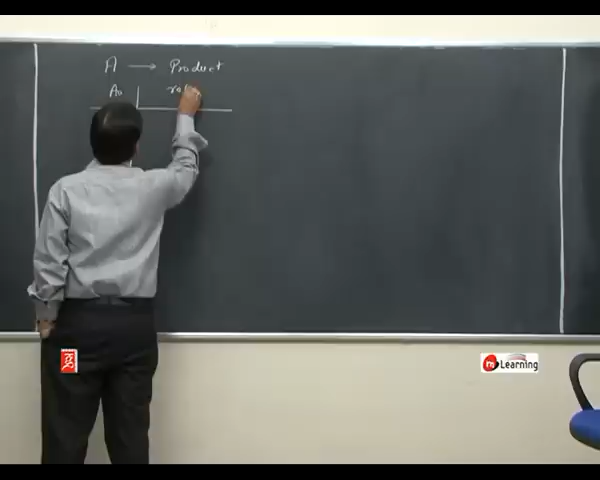 A → Product
A₀
Learning